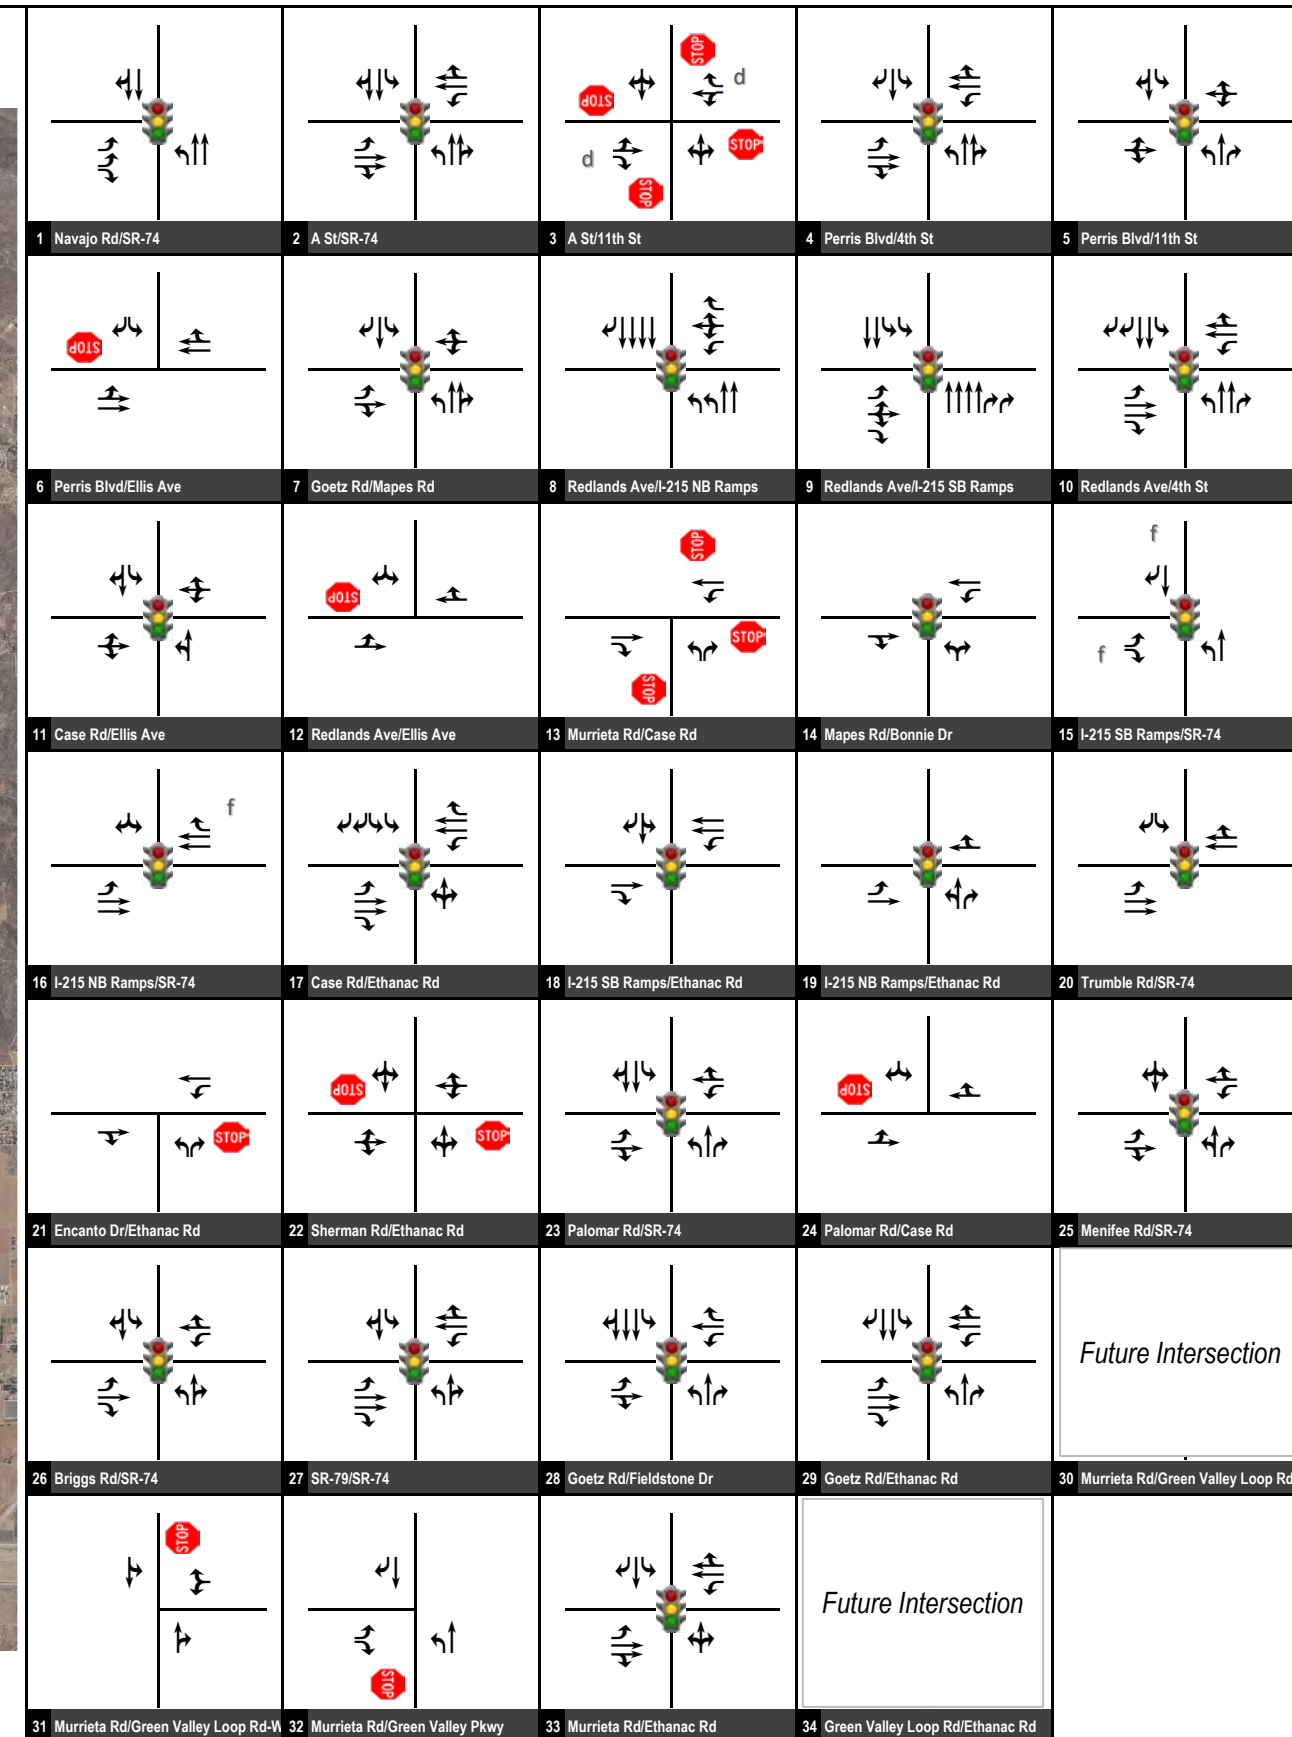 STOP
STOP
d
d
STOP
STOP
1 Navajo Rd/SR-74
2 A St/SR-74
3 A St/11th St
4 Perris Blvd/4th St
5 Perris Blvd/11th St
STOP
6 Perris Blvd/Ellis Ave
7 Goetz Rd/Mapes Rd
8 Redlands Ave/I-215 NB Ramps
9 Redlands Ave/I-215 SB Ramps
10 Redlands Ave/4th St
STOP
STOP
STOP
STOP
f
f
11 Case Rd/Ellis Ave
12 Redlands Ave/Ellis Ave
13 Murrieta Rd/Case Rd
14 Mapes Rd/Bonnie Dr
15 I-215 SB Ramps/SR-74
f
16 I-215 NB Ramps/SR-74
17 Case Rd/Ethanac Rd
18 I-215 SB Ramps/Ethanac Rd
19 I-215 NB Ramps/Ethanac Rd
20 Trumble Rd/SR-74
STOP
STOP
STOP
STOP
21 Encanto Dr/Ethanac Rd
22 Sherman Rd/Ethanac Rd
23 Palomar Rd/SR-74
24 Palomar Rd/Case Rd
25 Menifee Rd/SR-74
Future Intersection
26 Briggs Rd/SR-74
27 SR-79/SR-74
28 Goetz Rd/Fieldstone Dr
29 Goetz Rd/Ethanac Rd
30 Murrieta Rd/Green Valley Loop Rd
STOP
STOP
Future Intersection
31 Murrieta Rd/Green Valley Loop Rd-W
32 Murrieta Rd/Green Valley Pkwy
33 Murrieta Rd/Ethanac Rd
34 Green Valley Loop Rd/Ethanac Rd